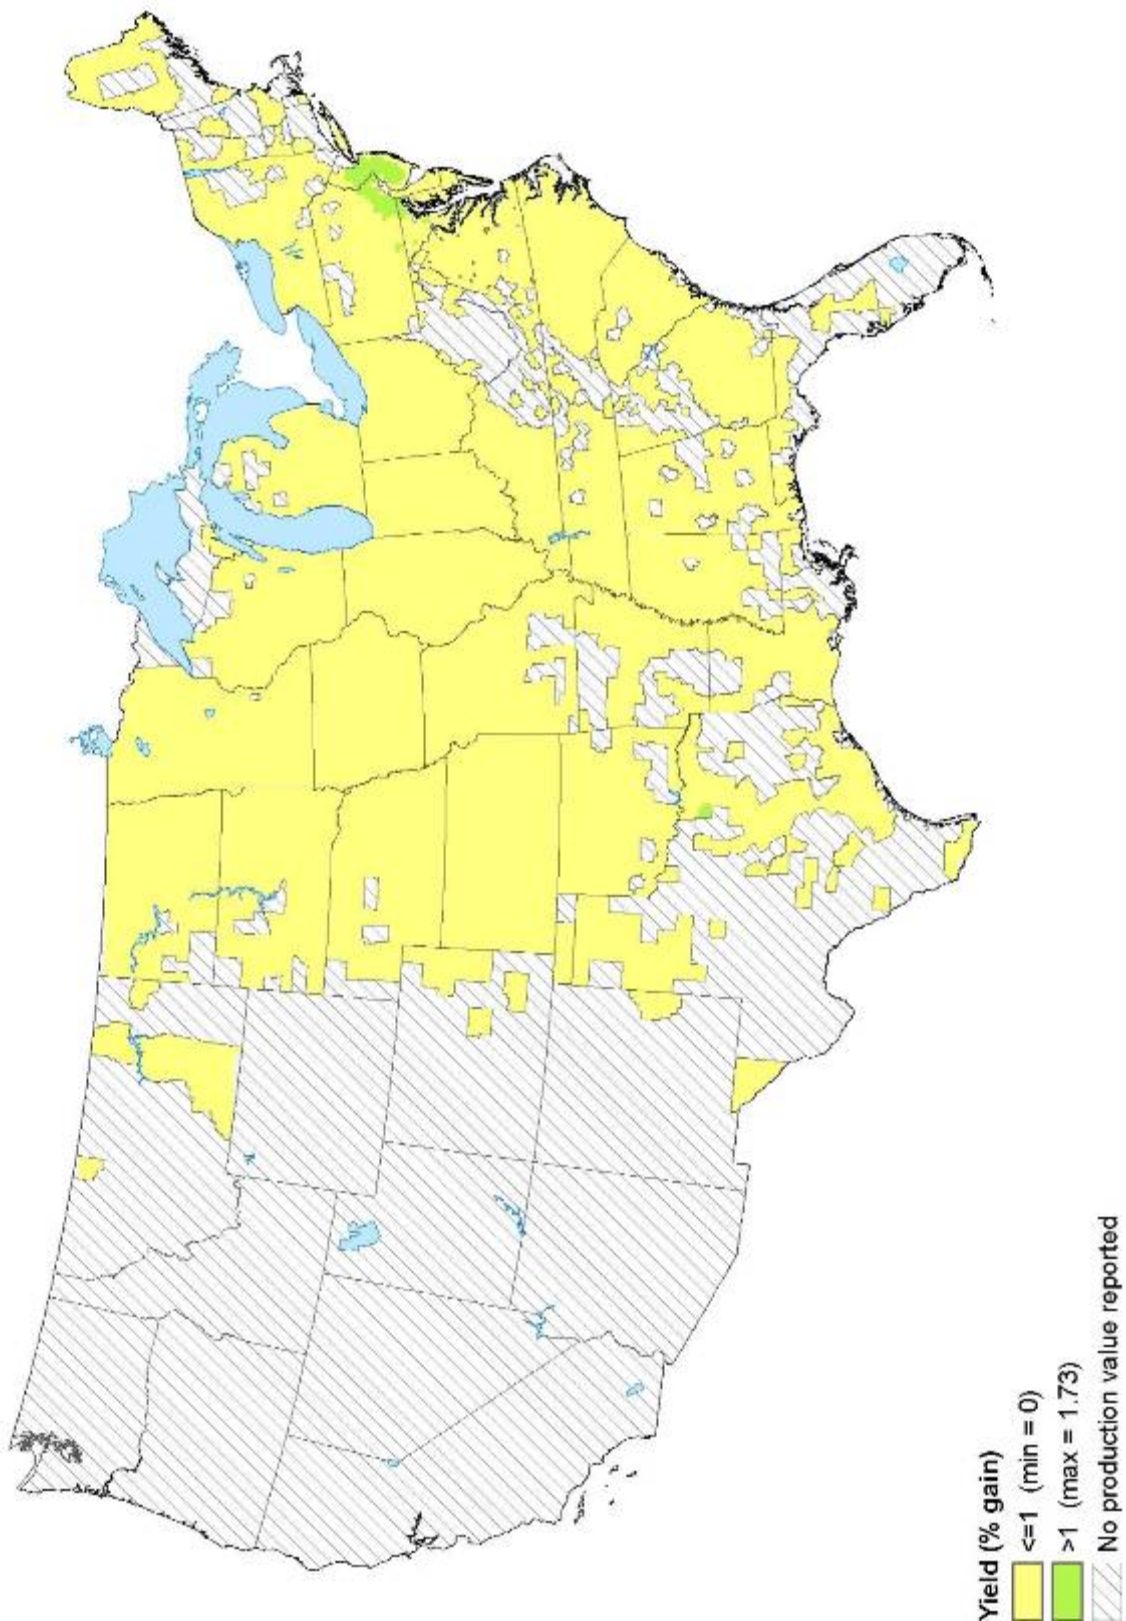 Yield (% gain)
<=1 (min = 0)
>1 (max = 1.73)
No production value reported